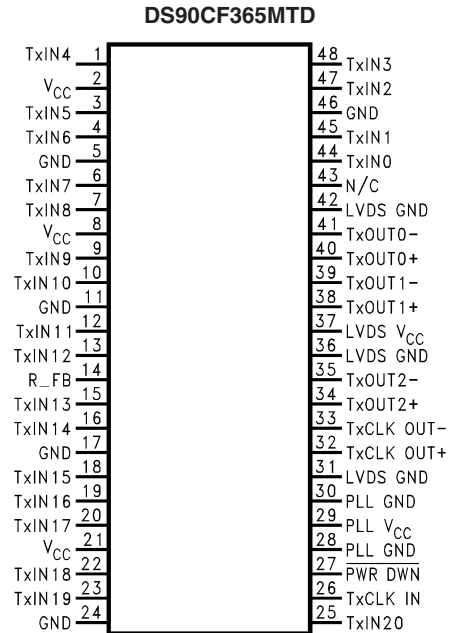 DS90CF365MTD
TxIN4 1
V_CC 2
TxIN5 3
TxIN6 4
GND 5
TxIN7 6
TxIN8 7
V_CC 8
TxIN9 9
TxIN10 10
GND 11
TxIN11 12
TxIN12 13
R_FB 14
TxIN13 15
TxIN14 16
GND 17
TxIN15 18
TxIN16 19
TxIN17 20
V_CC 21
TxIN18 22
TxIN19 23
GND 24
48 TxIN3
47 TxIN2
46 GND
45 TxIN1
44 TxIN0
43 N/C
42 LVDS GND
41 TxOUT0-
40 TxOUT0+
39 TxOUT1-
38 TxOUT1+
37 LVDS V_CC
36 LVDS GND
35 TxOUT2-
34 TxOUT2+
33 TxCLK OUT-
32 TxCLK OUT+
31 LVDS GND
30 PLL GND
29 PLL V_CC
28 PLL GND
27 PWR DWN
26 TxCLK IN
25 TxIN20